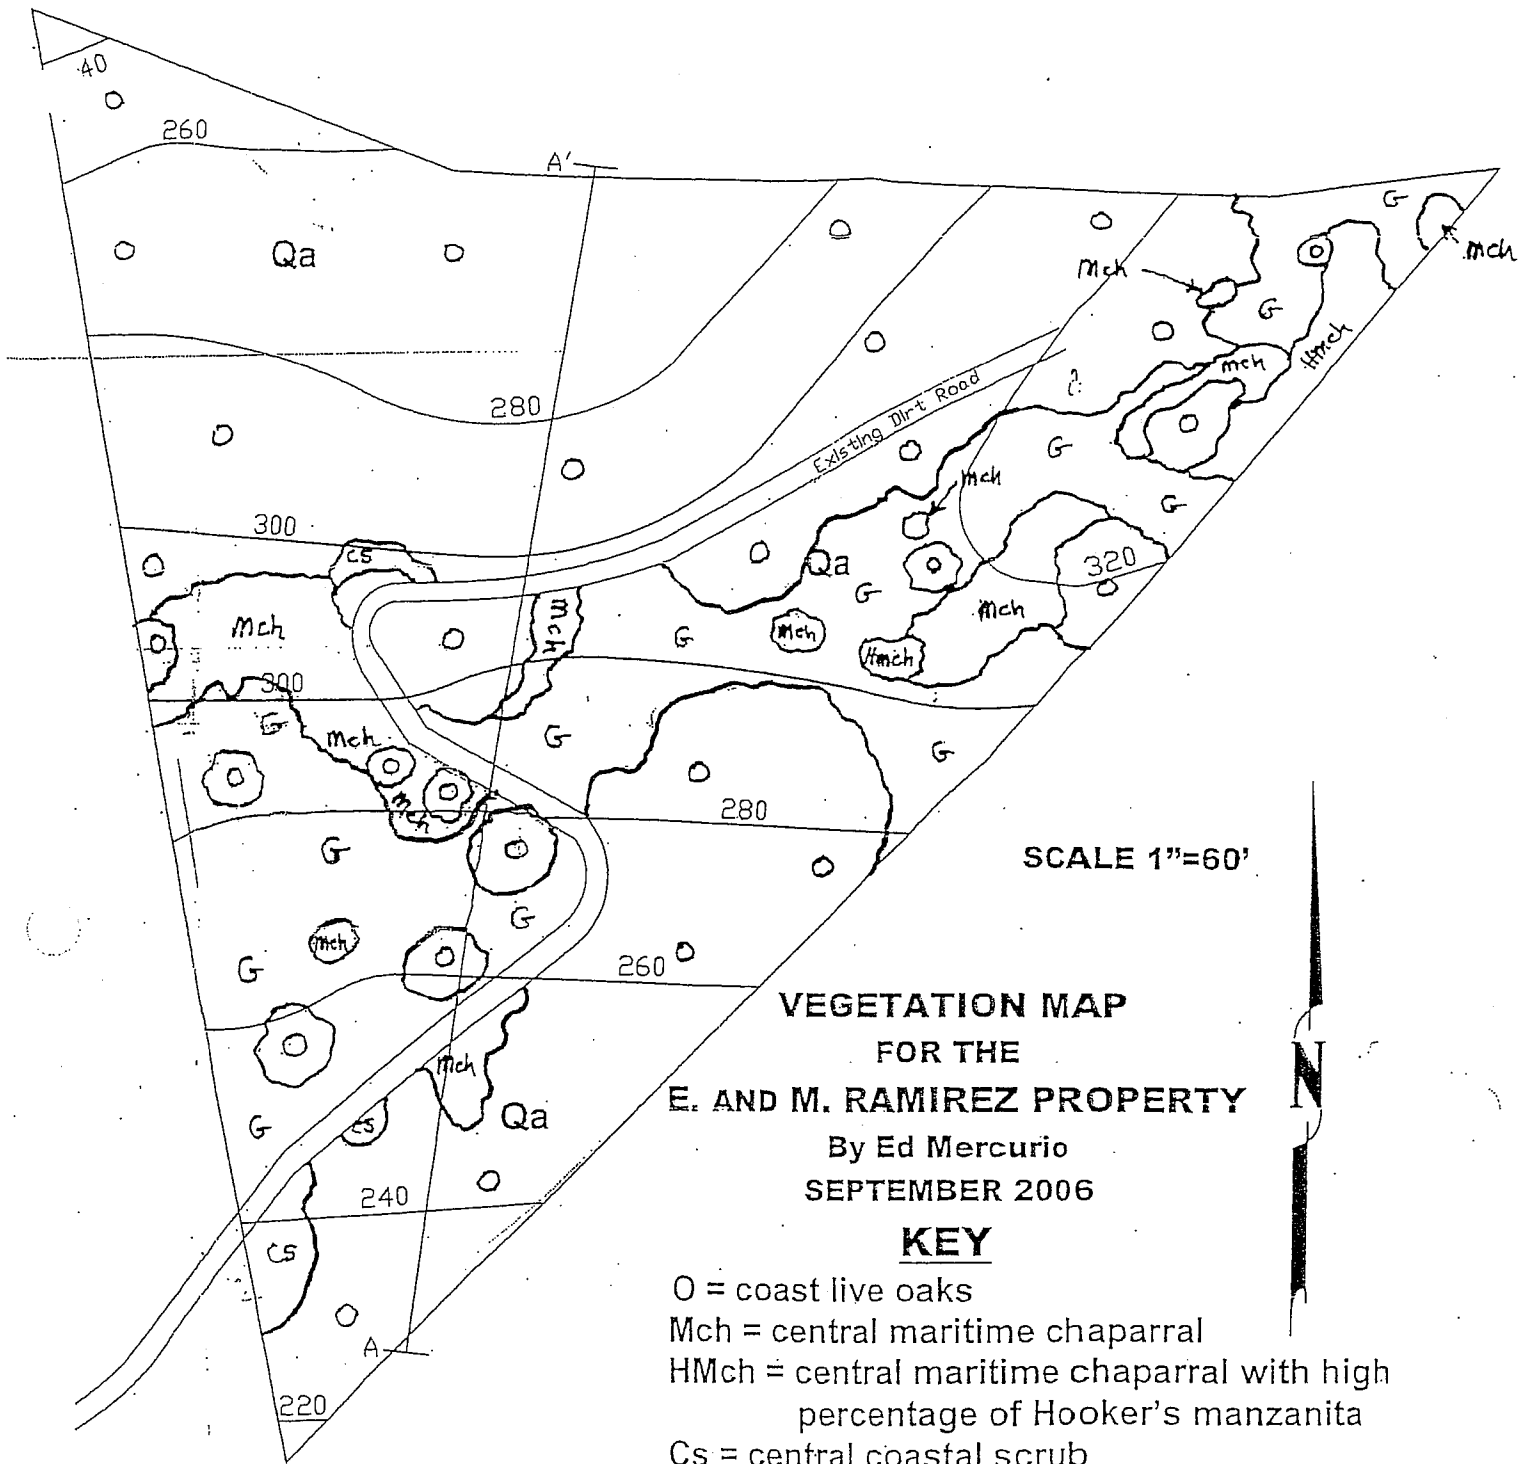 40
260
A'
Qa
G
mch
Mch
G
Hmch
mch
280
Existing Dirt Road
G
mch
G
300
Cs
Qa
320
G
Mch
Mch
mch
G
Mch
Hmch
300
G
Mch
G
G
mch
280
G
SCALE 1"=60'
G
mch
G
260
VEGETATION MAP
FOR THE
N
E. AND M. RAMIREZ PROPERTY
Mch
Qa
G
Cs
By Ed Mercurio
SEPTEMBER 2006
240
KEY
Cs
O = coast live oaks
Mch = central maritime chaparral
A
HMch = central maritime chaparral with high
220
percentage of Hooker's manzanita
Cs = central coastal scrub